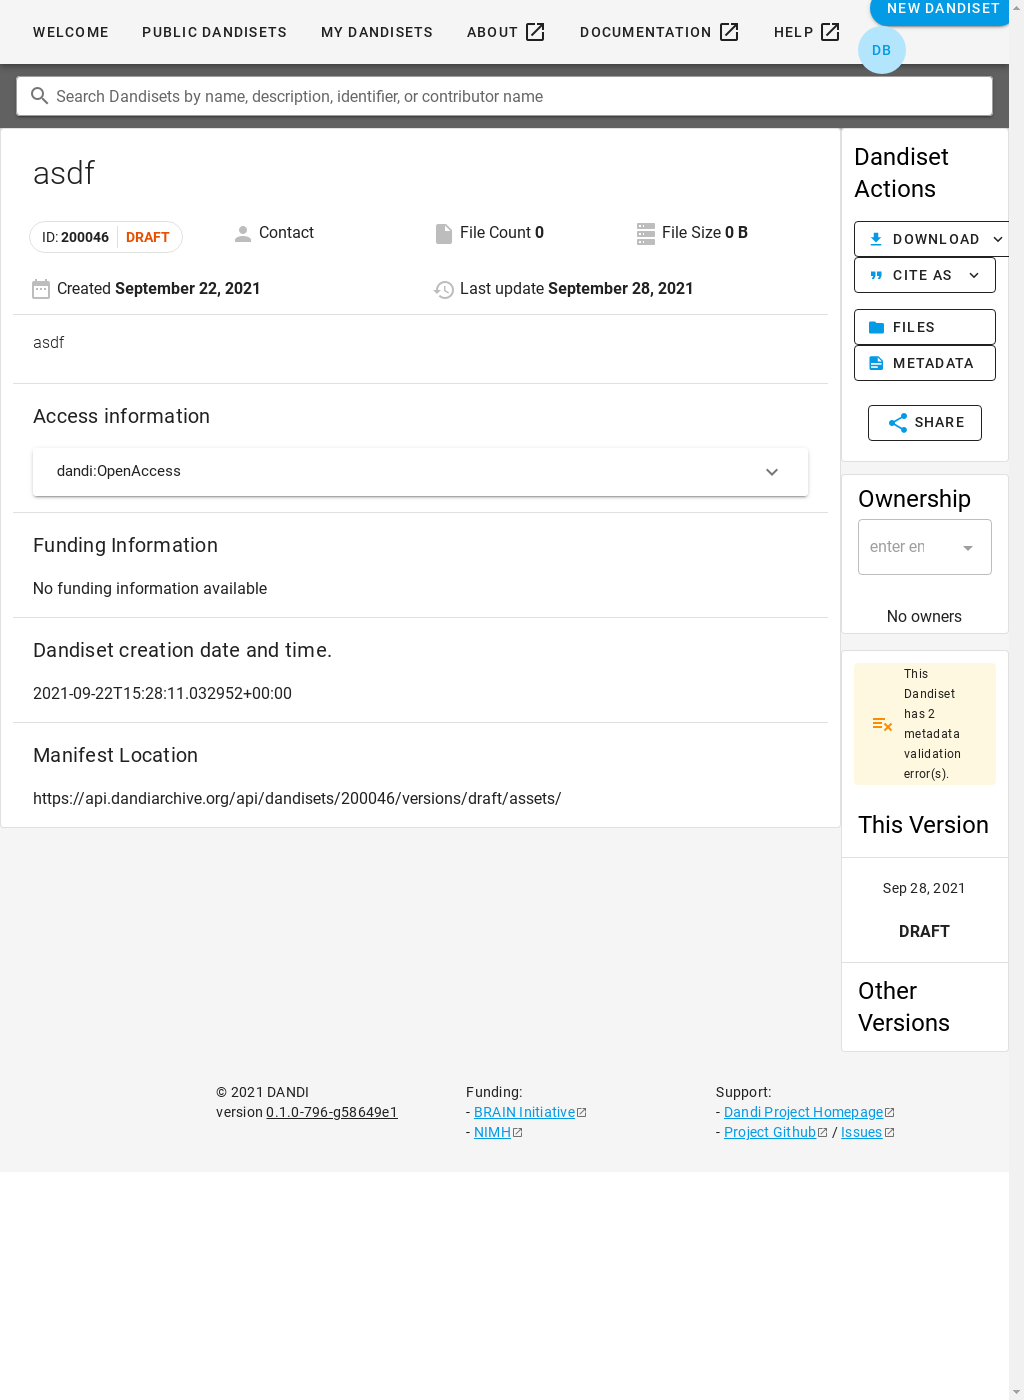 WELCOME PUBLIC DANDISETS MY DANDISETS ABOUT DOCUMENTATION HELP NEW DANDISET
DB
Search Dandisets by name, description, identifier, or contributor name
asdf
ID: 200046 DRAFT Contact File Count 0 File Size 0 B
Created September 22, 2021 Last update September 28, 2021
asdf
Access information
dandi:OpenAccess
Funding Information
No funding information available
Dandiset creation date and time.
2021-09-22T15:28:11.032952+00:00
Manifest Location
https://api.dandiarchive.org/api/dandisets/200046/versions/draft/assets/
Dandiset
Actions
DOWNLOAD
CITE AS
FILES
METADATA
SHARE
Ownership
enter en
No owners
This
Dandiset
has 2
metadata
validation
error(s).
This Version
Sep 28, 2021
DRAFT
Other
Versions
© 2021 DANDI
version 0.1.0-796-g58649e1
Funding:
- BRAIN Initiative
- NIMH
Support:
- Dandi Project Homepage
- Project Github / Issues